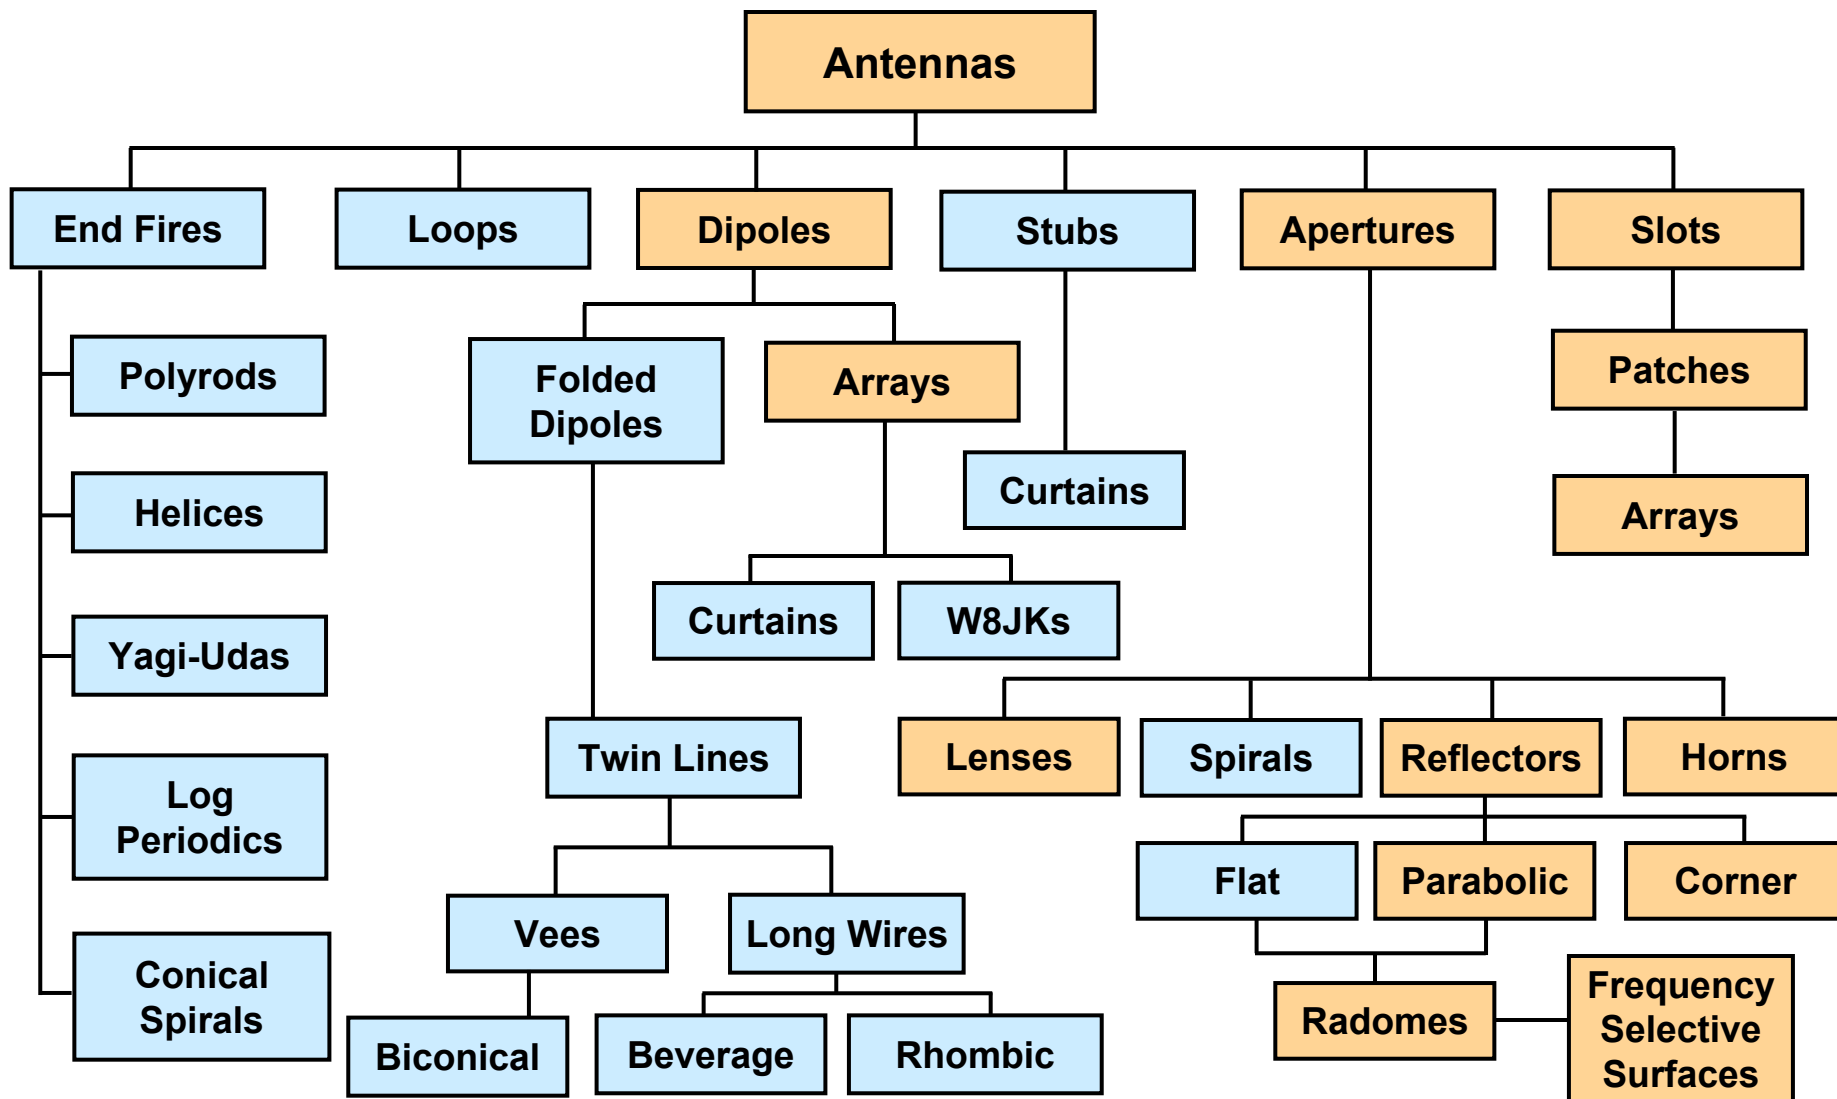 Antennas
End Fires
Loops
Dipoles
Stubs
Apertures
Slots
Polyrods
Folded
Dipoles
Arrays
Patches
Helices
Curtains
Arrays
Curtains
W8JKs
Yagi-Udas
Twin Lines
Lenses
Spirals
Reflectors
Horns
Log
Periodics
Flat
Parabolic
Corner
Vees
Long Wires
Conical
Spirals
Biconical
Beverage
Rhombic
Radomes
Frequency
Selective
Surfaces